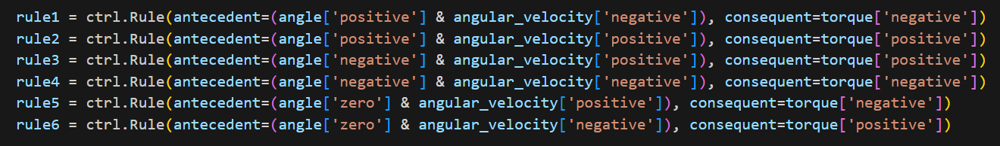 rule1 = ctrl.Rule(antecedent=(angle['positive'] & angular_velocity['negative']), consequent=torque['negative'])
rule2 = ctrl.Rule(antecedent=(angle['positive'] & angular_velocity['positive']), consequent=torque['positive'])
rule3 = ctrl.Rule(antecedent=(angle['negative'] & angular_velocity['positive']), consequent=torque['positive'])
rule4 = ctrl.Rule(antecedent=(angle['negative'] & angular_velocity['negative']), consequent=torque['negative'])
rule5 = ctrl.Rule(antecedent=(angle['zero'] & angular_velocity['positive']), consequent=torque['negative'])
rule6 = ctrl.Rule(antecedent=(angle['zero'] & angular_velocity['negative']), consequent=torque['positive'])